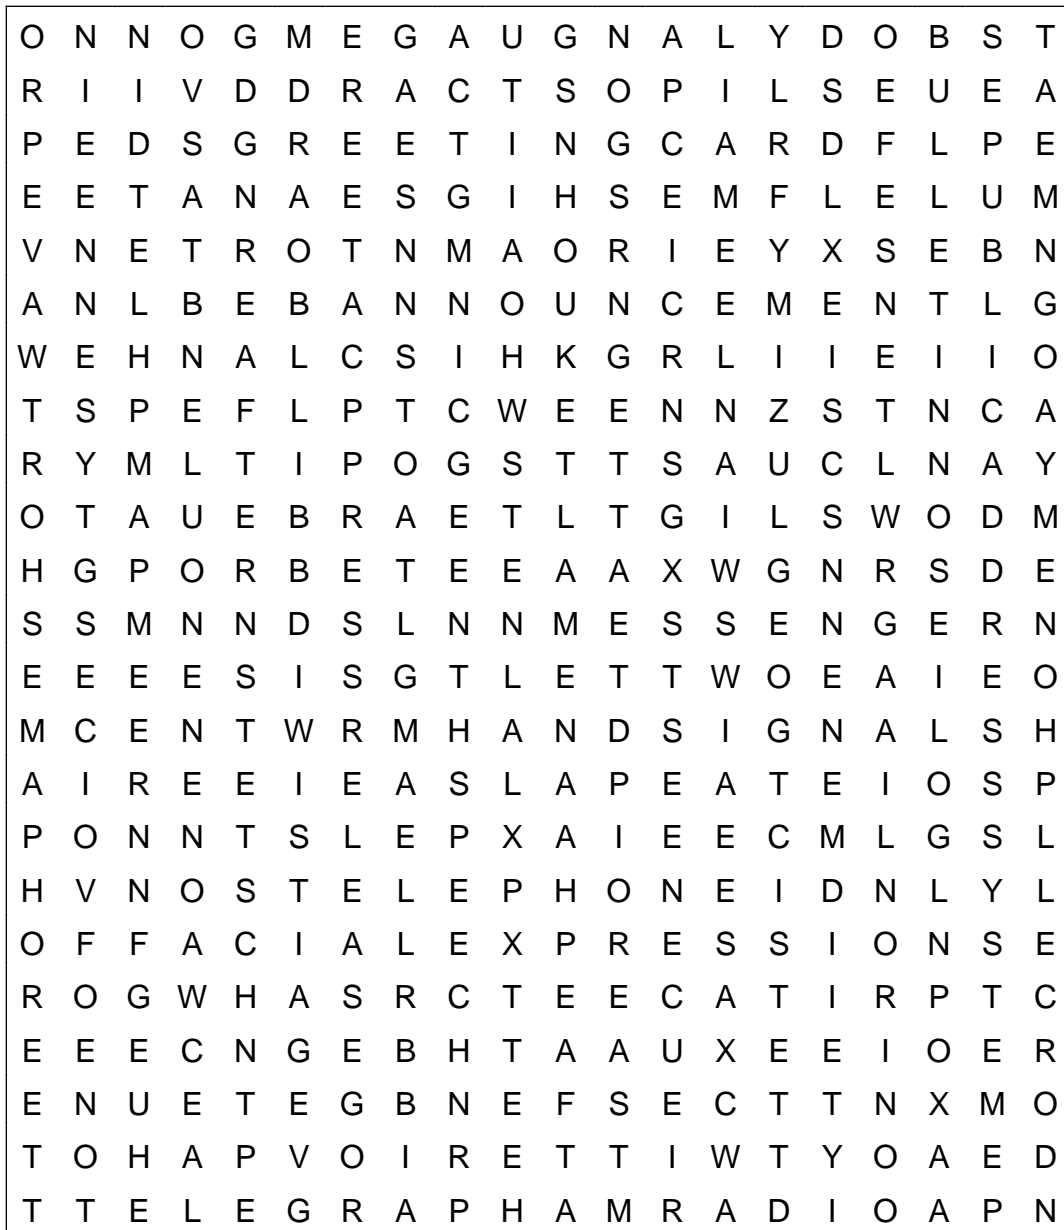 O N N O G M E G A U G N A L Y D O B S T
R I I V D D R A C T S O P I L S E U E A
P E D S G R E E T I N G C A R D F L P E
E E T A N A E S G I H S E M F L E L U M
V N E T R O T N M A O R I E Y X S E B N
A N L B E B A N N O U N C E M E N T L G
W E H N A L C S I H K G R L I I E I I O
T S P E F L P T C W E E N N Z S T N C A
R Y M L T I P O G S T T S A U C L N A Y
O T A U E B R A E T L T G I L S W O D M
H G P O R B E T E E A A X W G N R S D E
S S M N N D S L N N M E S S E N G E R N
E E E E S I S G T L E T T W O E A I E O
M C E N T W R M H A N D S I G N A L S H
A I R E E I E A S L A P E A T E I O S P
P O N N T S L E P X A I E E C M L G S L
H V N O S T E L E P H O N E I D N L Y L
O F F A C I A L E X P R E S S I O N S E
R O G W H A S R C T E E C A T I R P T C
E E E C N G E B H T A A U X E E I O E R
E N U E T E G B N E F S E C T T N X M O
T O H A P V O I R E T T I W T Y O A E D
T T E L E G R A P H A M R A D I O A P N